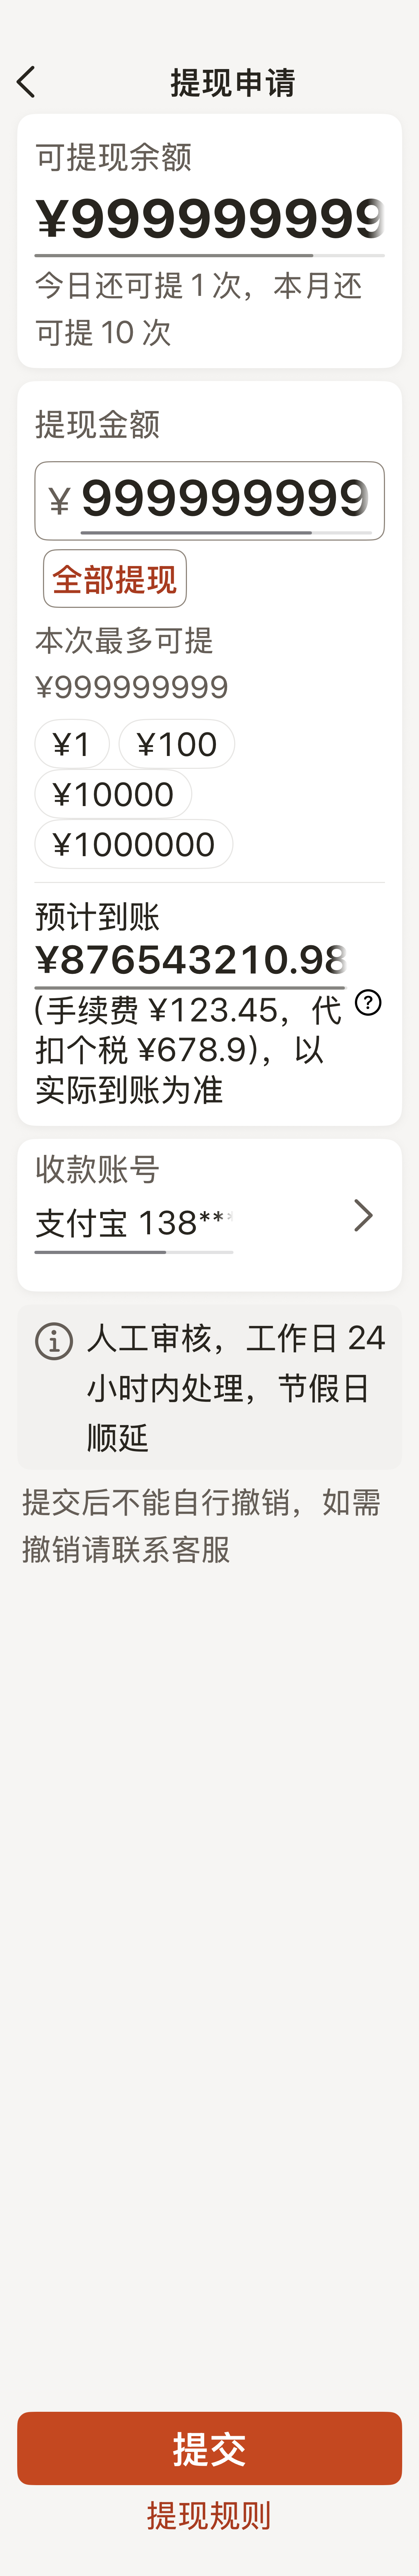 提现申请
可提现余额
¥999999999
今日还可提 1 次，本月还
可提 10 次
提现金额
¥ 999999999
全部提现
本次最多可提
¥999999999
¥1 ¥100
¥10000
¥1000000
预计到账
¥876543210.98
(手续费 ¥123.45，代
扣个税 ¥678.9)，以
实际到账为准
收款账号
支付宝 138***
人工审核，工作日 24
小时内处理，节假日
顺延
提交后不能自行撤销，如需
撤销请联系客服
提交
提现规则